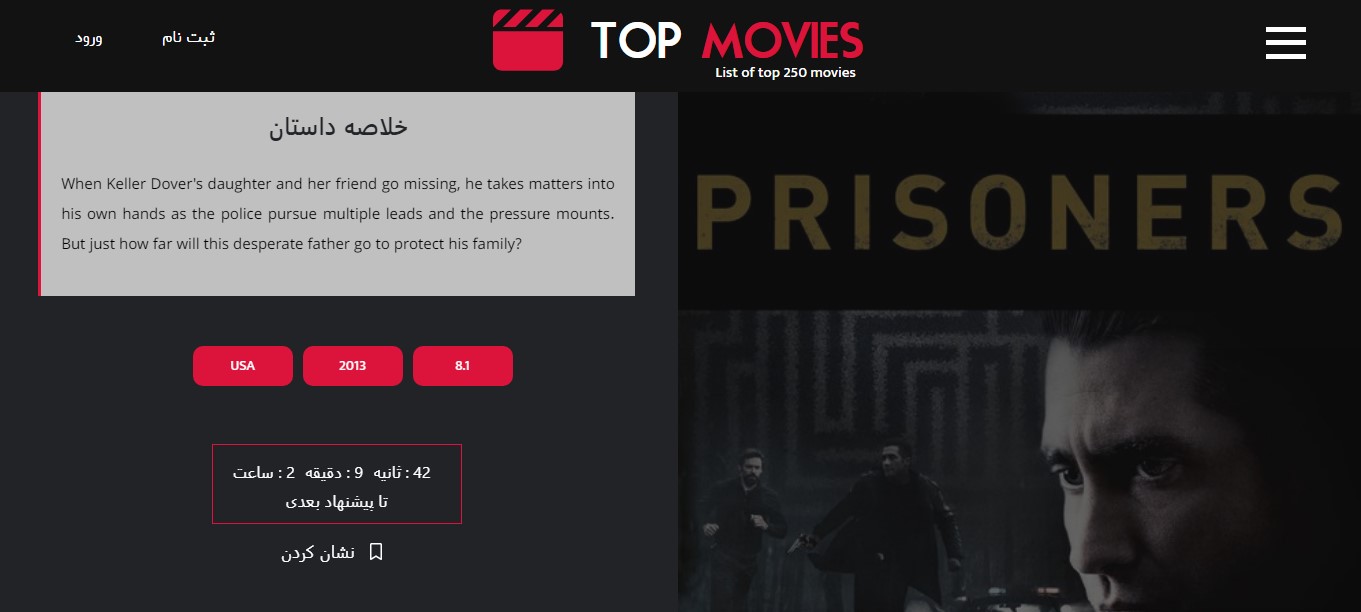 ورود
ثبت نام
TOP MOVIES
List of top 250 movies
خلاصه داستان
When Keller Dover's daughter and her friend go missing, he takes matters into
his own hands as the police pursue multiple leads and the pressure mounts.
But just how far will this desperate father go to protect his family?
PRISONERS
USA
2013
8.1
42 : ثانیه 9 : دقیقه 2 : ساعت
تا پیشنهاد بعدی
نشان کردن